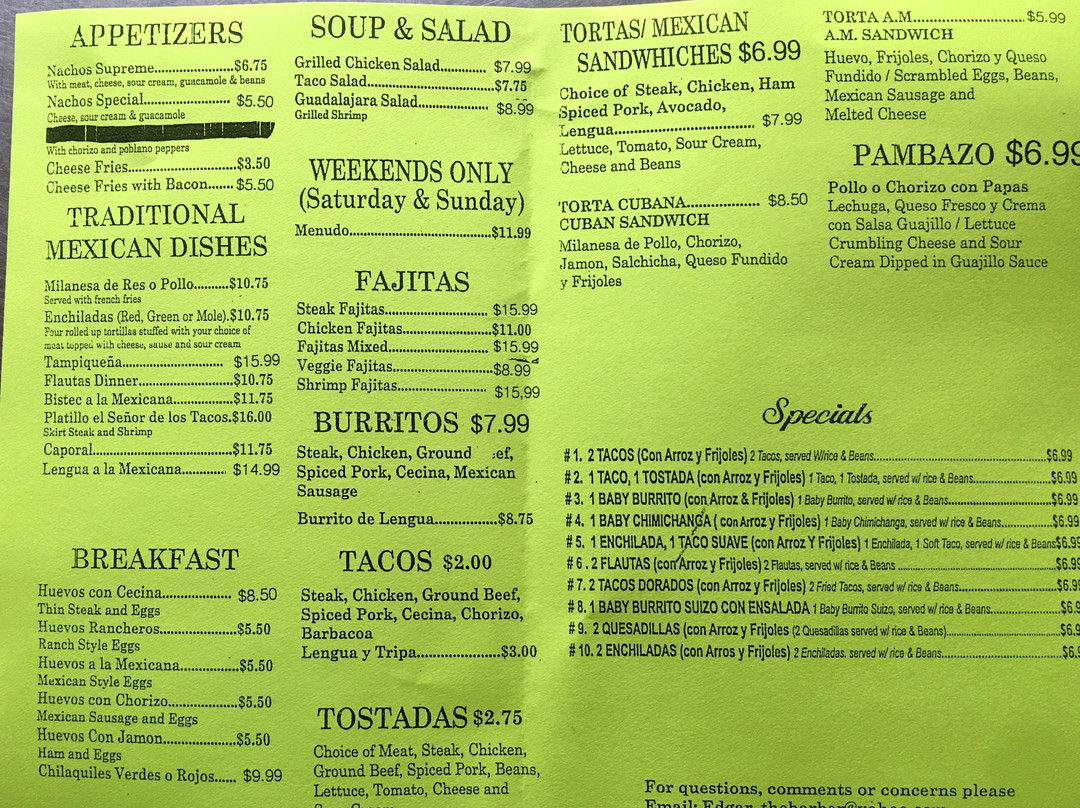 APPETIZERS
Nachos Supreme......................$6.75
With meat, cheese, sour cream, guacamole & beans
Nachos Special...................... $5.50
Cheese, sour cream & guacamole
With chorizo and poblano peppers
Cheese Fries.............................$3.50
Cheese Fries with Bacon....... $5.50
TRADITIONAL
MEXICAN DISHES
Milanesa de Res o Pollo..........$10.75
Served with french fries
Enchiladas (Red, Green or Mole).$10.75
Four rolled up tortillas stuffed with your choice of
meat topped with cheese, sause and sour cream
Tampiqueña............................ $15.99
Flautas Dinner.........................$10.75
Bistec a la Mexicana...............$11.75
Platillo el Señor de los Tacos.$16.00
Skirt Steak and Shrimp
Caporal.....................................$11.75
Lengua a la Mexicana........... $14.99
BREAKFAST
Huevos con Cecina................... $8.50
Thin Steak and Eggs
Huevos Rancheros....................$5.50
Ranch Style Eggs
Huevos a la Mexicana..............$5.50
Mexican Style Eggs
Huevos con Chorizo..................$5.50
Mexican Sausage and Eggs
Huevos Con Jamon...................$5.50
Ham and Eggs
Chilaquiles Verdes o Rojos...... $9.99
SOUP & SALAD
Grilled Chicken Salad............ $7.99
Taco Salad................................$7.75
Guadalajara Salad.................. $8.99
Grilled Shrimp
WEEKENDS ONLY
(Saturday & Sunday)
Menudo.....................................$11.99
FAJITAS
Steak Fajitas............................ $15.99
Chicken Fajitas.......................$11.00
Fajitas Mixed........................... $15.99
Veggie Fajitas..........................$8.99
Shrimp Fajitas......................... $15,99
BURRITOS $7.99
Steak, Chicken, Ground
Spiced Pork, Cecina, Mexican
Sausage
Burrito de Lengua................$8.75
TACOS $2.00
Steak, Chicken, Ground Beef,
Spiced Pork, Cecina, Chorizo,
Barbacoa
Lengua y Tripa......................$3.00
TOSTADAS $2.75
Choice of Meat, Steak, Chicken,
Ground Beef, Spiced Pork, Beans,
Lettuce, Tomato, Cheese and
TORTAS/ MEXICAN
SANDWHICHES $6.99
Choice of Steak, Chicken, Ham
Spiced Pork, Avocado,
Lengua.................................... $7.99
Lettuce, Tomato, Sour Cream,
Cheese and Beans
TORTA CUBANA................... $8.50
CUBAN SANDWICH
Milanesa de Pollo, Chorizo,
Jamon, Salchicha, Queso Fundido
y Frijoles
TORTA A.M.............................$5.99
A.M. SANDWICH
Huevo, Frijoles, Chorizo y Queso
Fundido / Scrambled Eggs, Beans,
Mexican Sausage and
Melted Cheese
PAMBAZO $6.99
Pollo o Chorizo con Papas
Lechuga, Queso Fresco y Crema
con Salsa Guajillo / Lettuce
Crumbling Cheese and Sour
Cream Dipped in Guajillo Sauce
Specials
# 1. 2 TACOS (Con Arroz y Frijoles) 2 Tacos, served W/rice & Beans............................$6.99
# 2. 1 TACO, 1 TOSTADA (con Arroz y Frijoles) 1 Taco, 1 Tostada, served w/ rice & Beans....................$6.99
# 3. 1 BABY BURRITO (con Arroz & Frijoles) 1 Baby Burrito, served w/ rice & Beans........................$6.99
# 4. 1 BABY CHIMICHANGA ( con Arroz y Frijoles) 1 Baby Chimichanga, served w/ rice & Beans...........$6.99
# 5. 1 ENCHILADA, 1 TACO SUAVE (con Arroz Y Frijoles) 1 Enchilada, 1 Soft Taco, served w/ rice & Beans$6.99
# 6 . 2 FLAUTAS (con Arroz y Frijoles) 2 Flautas, served w/ rice & Beans ...............................$6.99
# 7. 2 TACOS DORADOS (con Arroz y Frijoles) 2 Fried Tacos, served w/ rice & Beans......................$6.9
# 8. 1 BABY BURRITO SUIZO CON ENSALADA 1 Baby Burrito Suizo, served w/ rice & Beans................$6.9
# 9. 2 QUESADILLAS (con Arroz y Frijoles (2 Quesadillas served w/ rice & Beans)..........................$6.9
# 10. 2 ENCHILADAS (con Arros y Frijoles) 2 Enchiladas. served w/ rice & Beans...........................$6.9
For questions, comments or concerns please